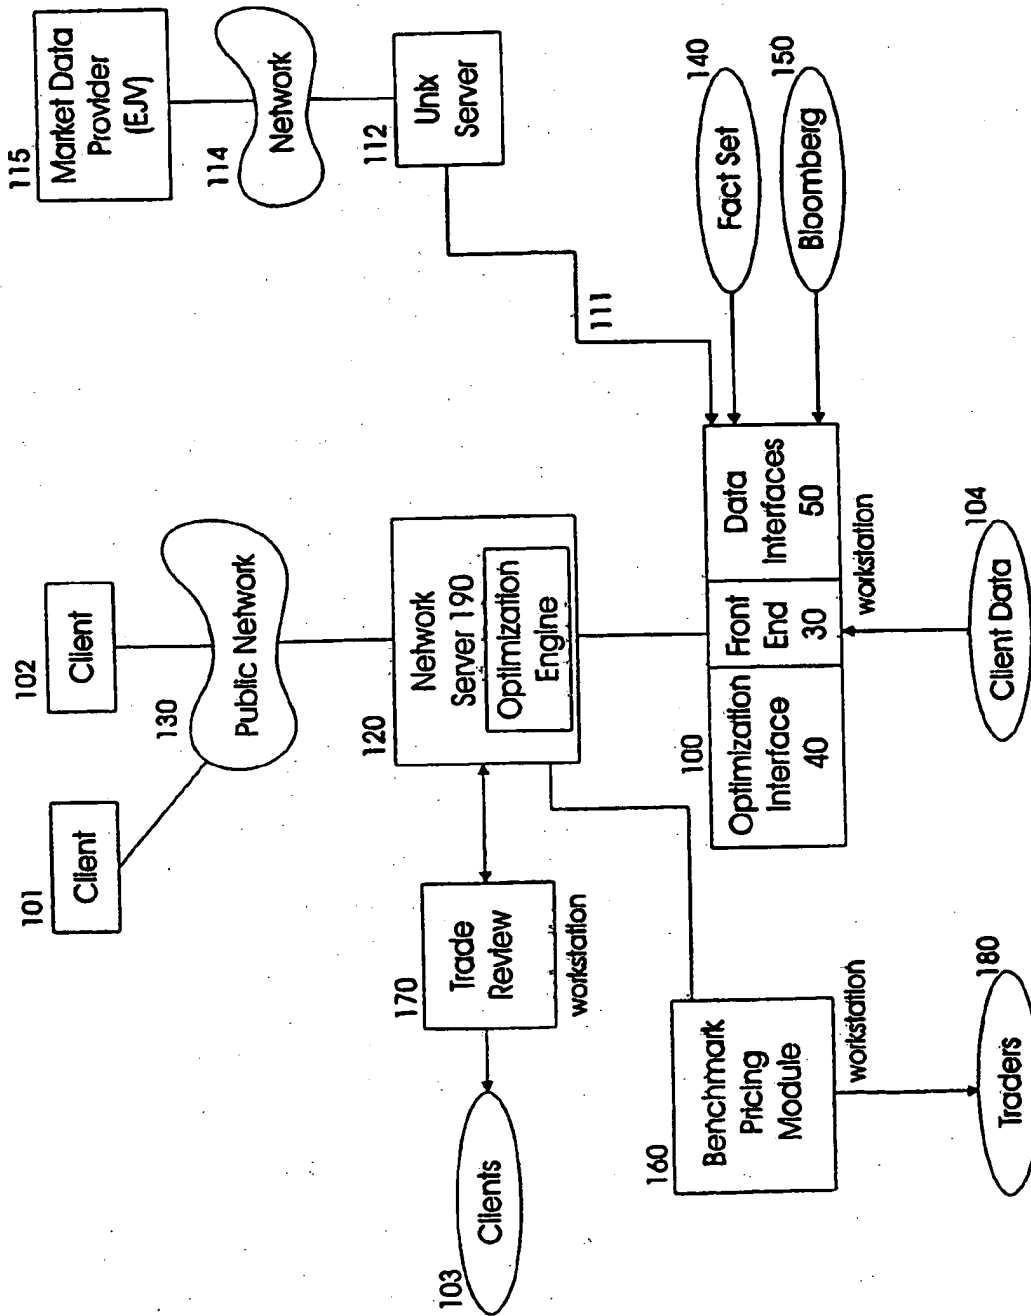 101
Client
102
Client
130
Public Network
115
Market Data
Provider
(EJV)
114
Network
112
Unix
Server
111
120
Network
Server 190
Optimization
Engine
170
Trade
Review
workstation
103
Clients
100
Optimization
Interface
40
Front
End
30
Data
Interfaces
50
workstation
140
Fact Set
150
Bloomberg
104
Client Data
160
Benchmark
Pricing
Module
workstation
180
Traders